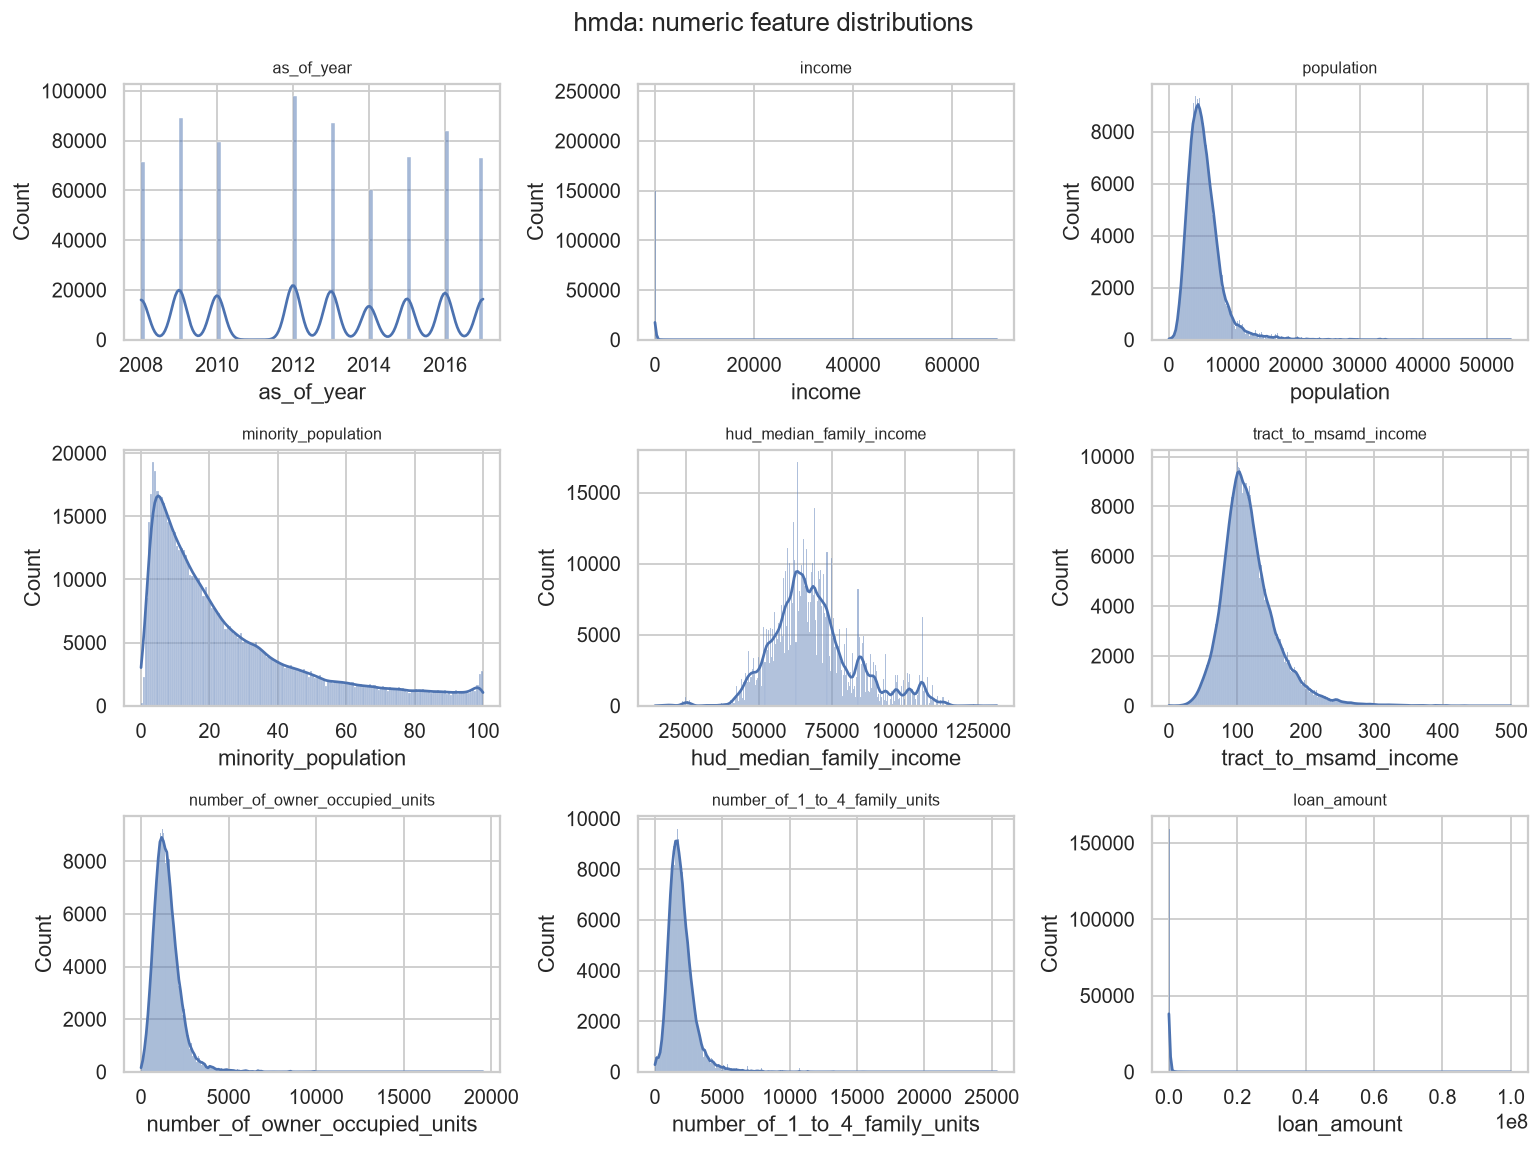 hmda: numeric feature distributions
as_of_year
100000
80000
60000
40000
20000
0
Count
2008 2010 2012 2014 2016
as_of_year
income
250000
200000
150000
100000
50000
0
Count
0 20000 40000 60000
income
population
8000
6000
4000
2000
0
Count
0 10000 20000 30000 40000 50000
population
minority_population
20000
15000
10000
5000
0
Count
0 20 40 60 80 100
minority_population
hud_median_family_income
15000
10000
5000
0
Count
25000 50000 75000 100000 125000
hud_median_family_income
tract_to_msamd_income
10000
8000
6000
4000
2000
0
Count
0 100 200 300 400 500
tract_to_msamd_income
number_of_owner_occupied_units
8000
6000
4000
2000
0
Count
0 5000 10000 15000 20000
number_of_owner_occupied_units
number_of_1_to_4_family_units
10000
8000
6000
4000
2000
0
Count
0 5000 10000 15000 20000 25000
number_of_1_to_4_family_units
loan_amount
150000
100000
50000
0
Count
0.0 0.2 0.4 0.6 0.8 1.0
1e8
loan_amount